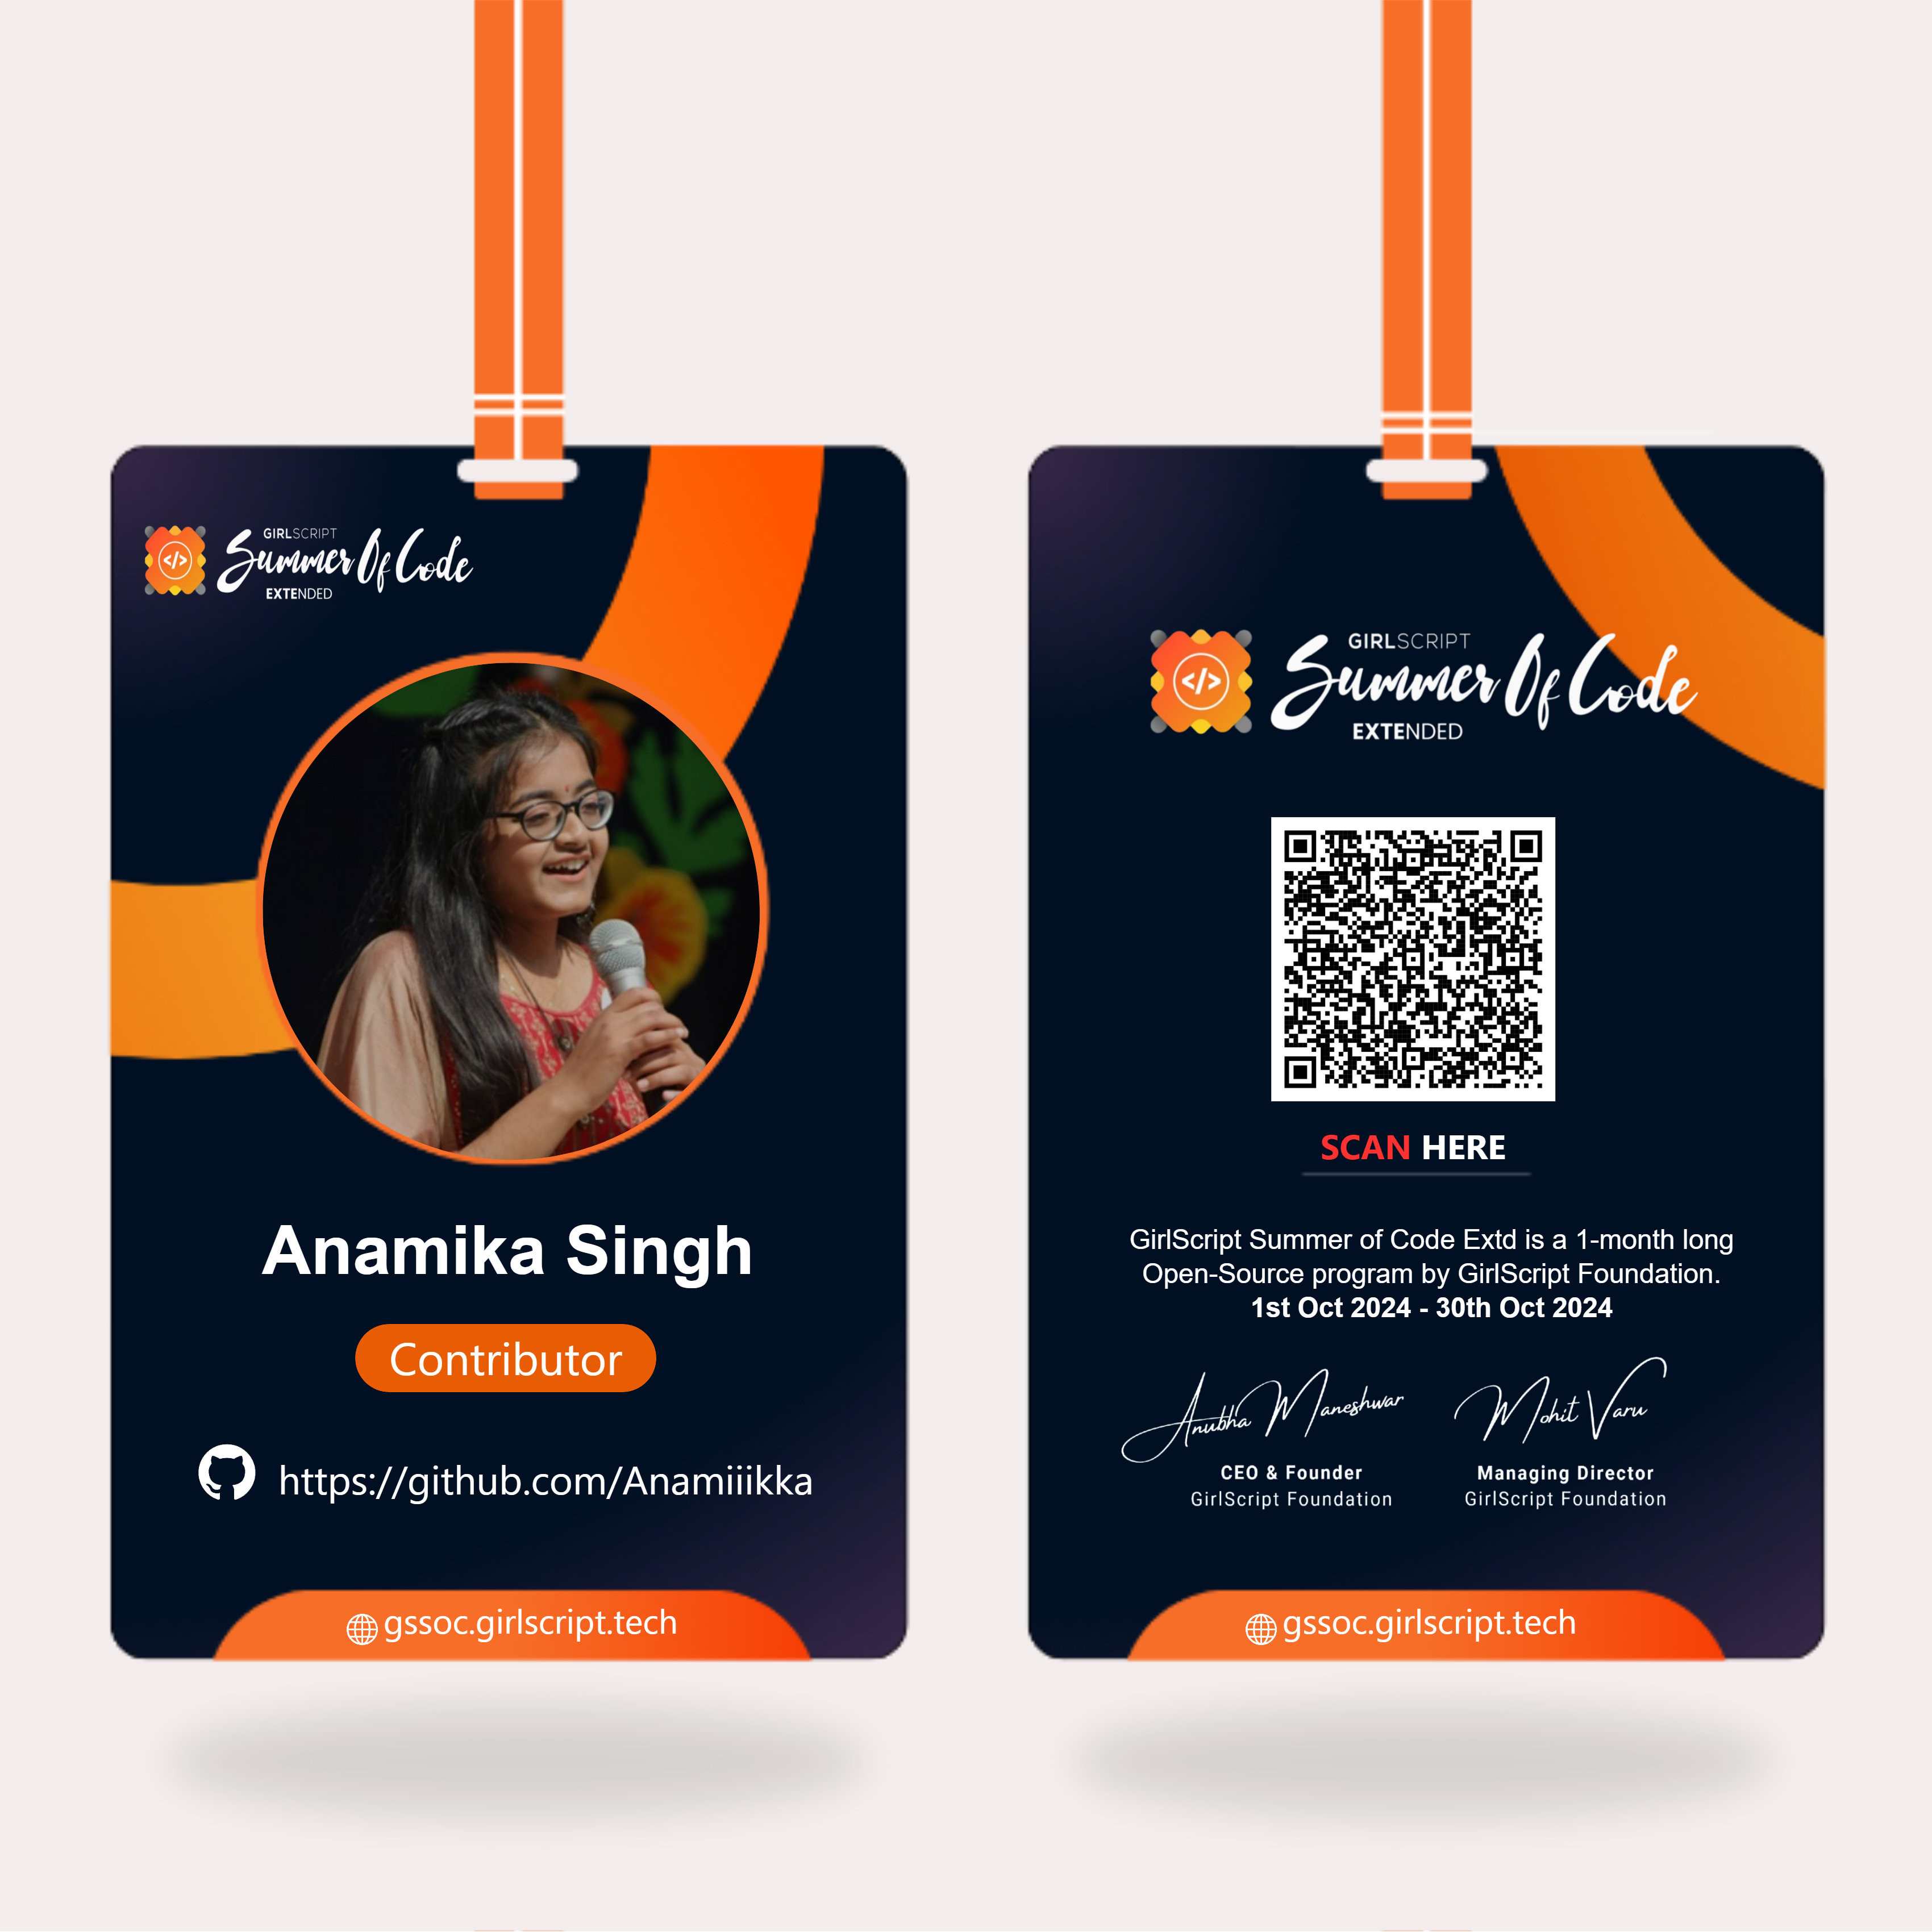 GIRLSCRIPT
Summer Of Code
EXTENDED
Anamika Singh
Contributor
https://github.com/Anamiiikka
gssoc.girlscript.tech
GIRLSCRIPT
Summer Of Code
EXTENDED
SCAN HERE
GirlScript Summer of Code Extd is a 1-month long
Open-Source program by GirlScript Foundation.
1st Oct 2024 - 30th Oct 2024
Anubha Maneshwar
CEO & Founder
GirlScript Foundation
Mohit Varu
Managing Director
GirlScript Foundation
gssoc.girlscript.tech